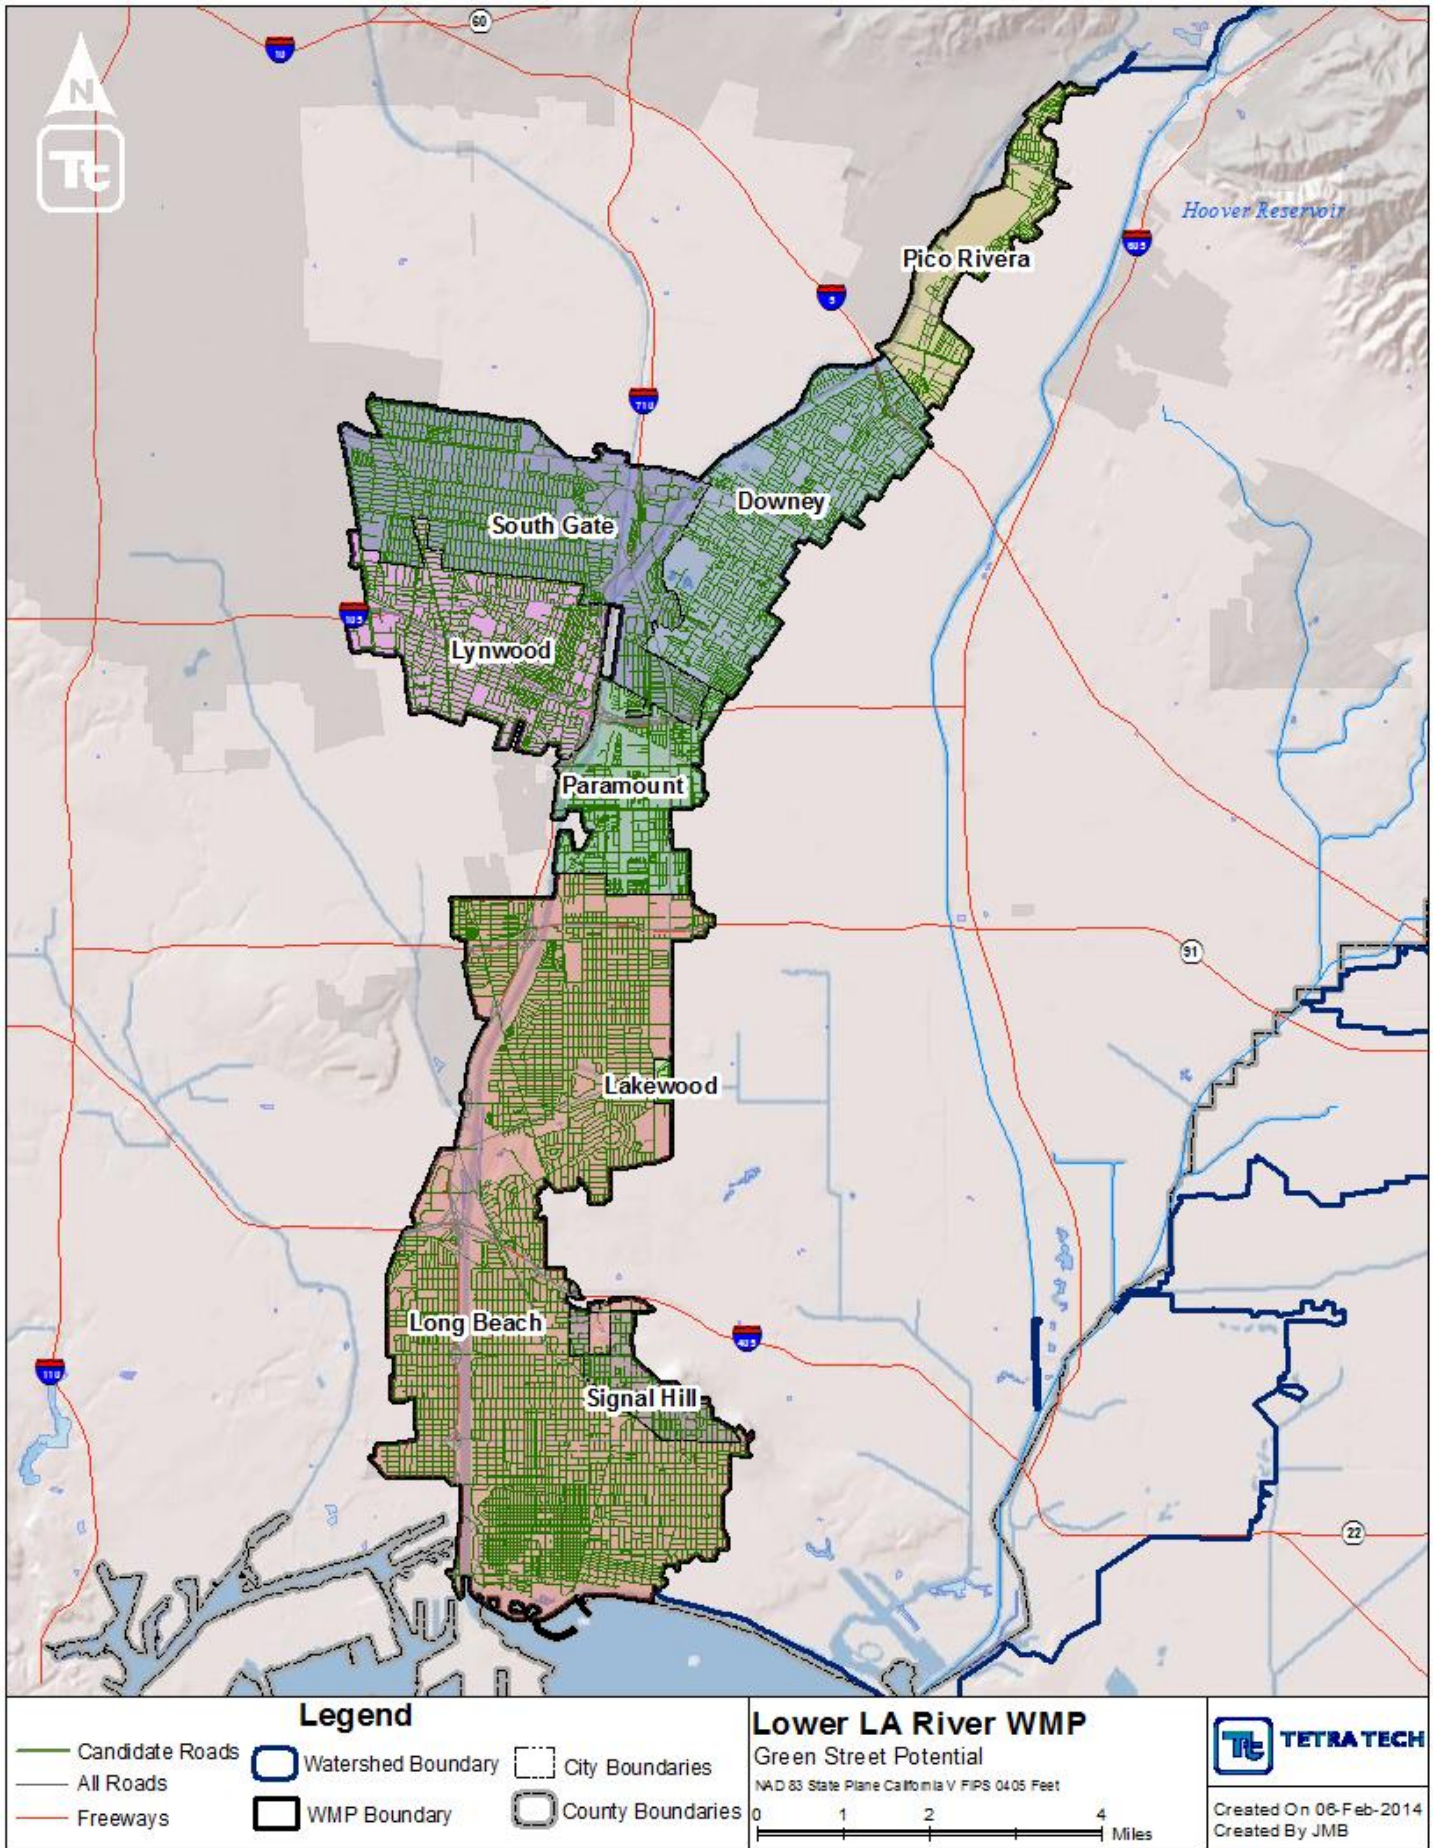 60
10
N
Tt
Hoover Reservoir
605
Pico Rivera
5
710
Downey
South Gate
105
Lynwood
Paramount
91
Lakewood
Long Beach
405
110
Signal Hill
22
Legend
Candidate Roads
All Roads
Freeways
Watershed Boundary
WMP Boundary
City Boundaries
County Boundaries
Lower LA River WMP
Green Street Potential
NAD 83 State Plane California V FIPS 0405 Feet
0 1 2 4
Miles
Tt TETRA TECH
Created On 06-Feb-2014
Created By JMB